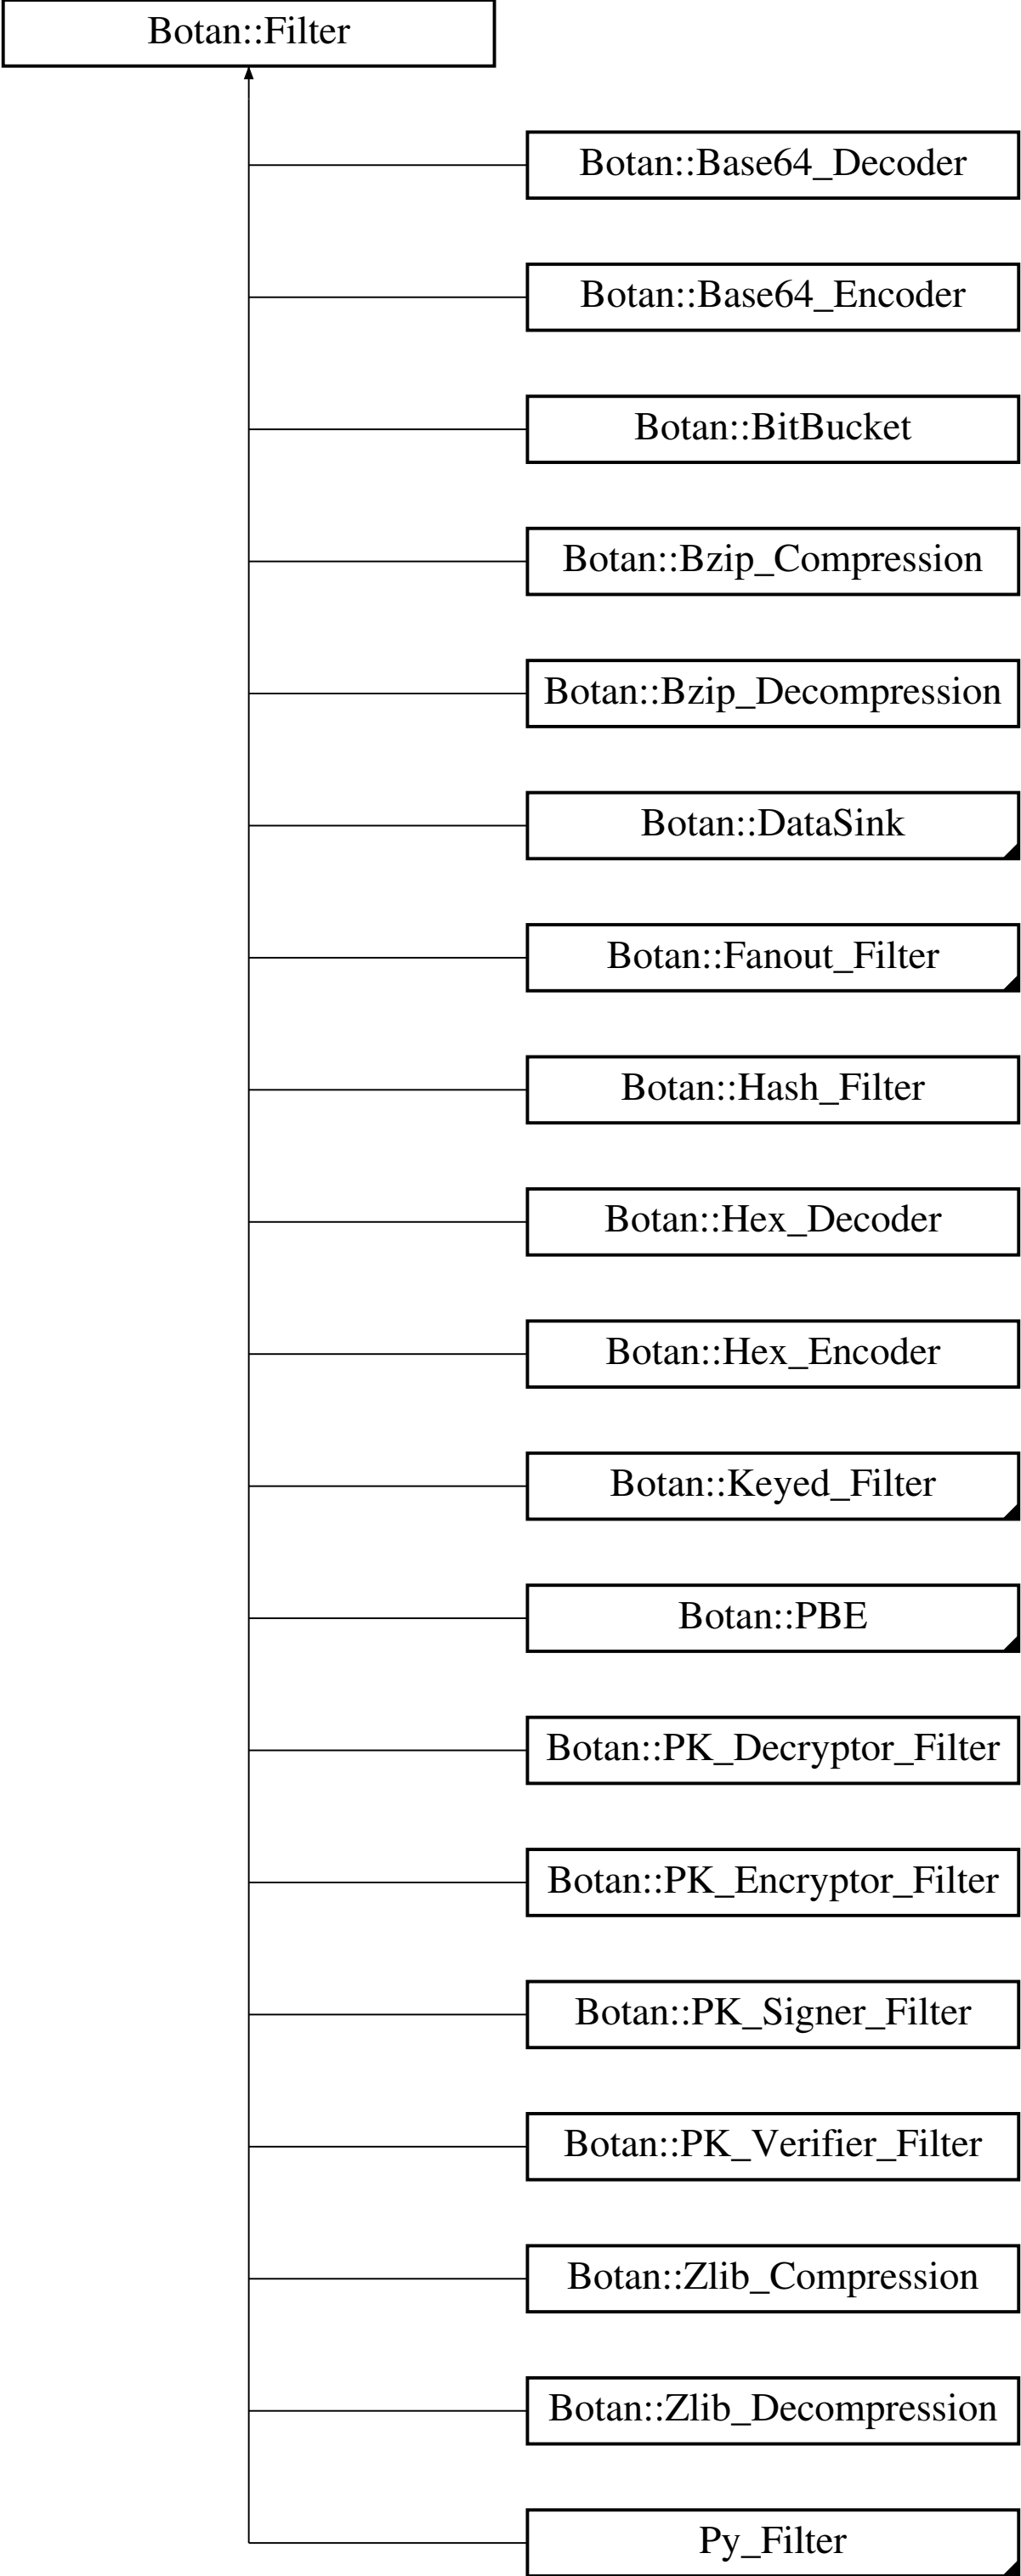 Botan::Filter
Botan::Base64_Decoder
Botan::Base64_Encoder
Botan::BitBucket
Botan::Bzip_Compression
Botan::Bzip_Decompression
Botan::DataSink
Botan::Fanout_Filter
Botan::Hash_Filter
Botan::Hex_Decoder
Botan::Hex_Encoder
Botan::Keyed_Filter
Botan::PBE
Botan::PK_Decryptor_Filter
Botan::PK_Encryptor_Filter
Botan::PK_Signer_Filter
Botan::PK_Verifier_Filter
Botan::Zlib_Compression
Botan::Zlib_Decompression
Py_Filter